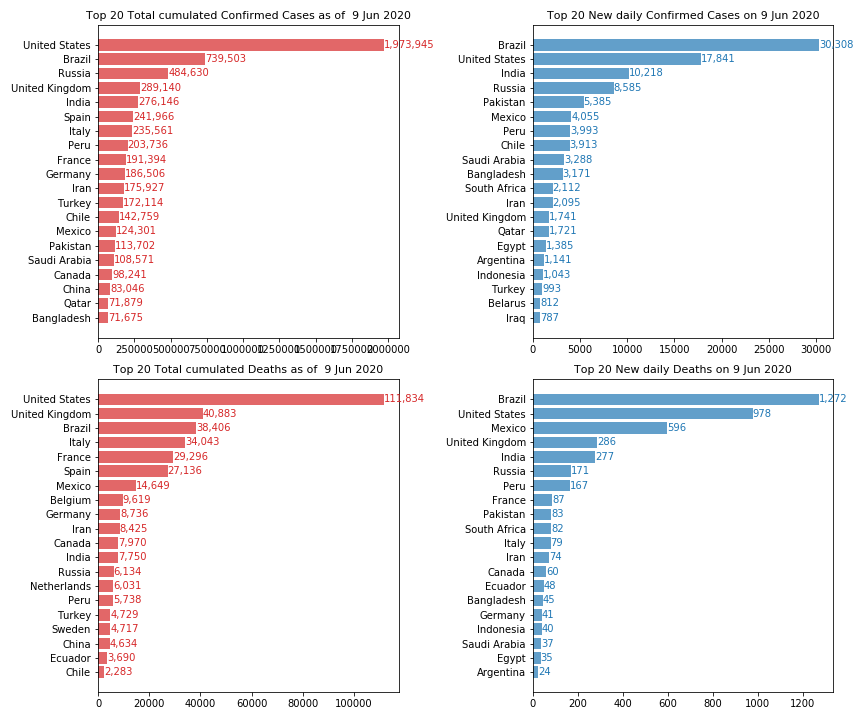 Top 20 Total cumulated Confirmed Cases as of  9 Jun 2020
United States 1,973,945
Brazil 739,503
Russia 484,630
United Kingdom 289,140
India 276,146
Spain 241,966
Italy 235,561
Peru 203,736
France 191,394
Germany 186,506
Iran 175,927
Turkey 172,114
Chile 142,759
Mexico 124,301
Pakistan 113,702
Saudi Arabia 108,571
Canada 98,241
China 83,046
Qatar 71,879
Bangladesh 71,675
0 250000 500000 750000 1000000 1250000 1500000 1750000 2000000
Top 20 New daily Confirmed Cases on 9 Jun 2020
Brazil 30,308
United States 17,841
India 10,218
Russia 8,585
Pakistan 5,385
Mexico 4,055
Peru 3,993
Chile 3,913
Saudi Arabia 3,288
Bangladesh 3,171
South Africa 2,112
Iran 2,095
United Kingdom 1,741
Qatar 1,721
Egypt 1,385
Argentina 1,141
Indonesia 1,043
Turkey 993
Belarus 812
Iraq 787
0 5000 10000 15000 20000 25000 30000
Top 20 Total cumulated Deaths as of  9 Jun 2020
United States 111,834
United Kingdom 40,883
Brazil 38,406
Italy 34,043
France 29,296
Spain 27,136
Mexico 14,649
Belgium 9,619
Germany 8,736
Iran 8,425
Canada 7,970
India 7,750
Russia 6,134
Netherlands 6,031
Peru 5,738
Turkey 4,729
Sweden 4,717
China 4,634
Ecuador 3,690
Chile 2,283
0 20000 40000 60000 80000 100000
Top 20 New daily Deaths on 9 Jun 2020
Brazil 1,272
United States 978
Mexico 596
United Kingdom 286
India 277
Russia 171
Peru 167
France 87
Pakistan 83
South Africa 82
Italy 79
Iran 74
Canada 60
Ecuador 48
Bangladesh 45
Germany 41
Indonesia 40
Saudi Arabia 37
Egypt 35
Argentina 24
0 200 400 600 800 1000 1200